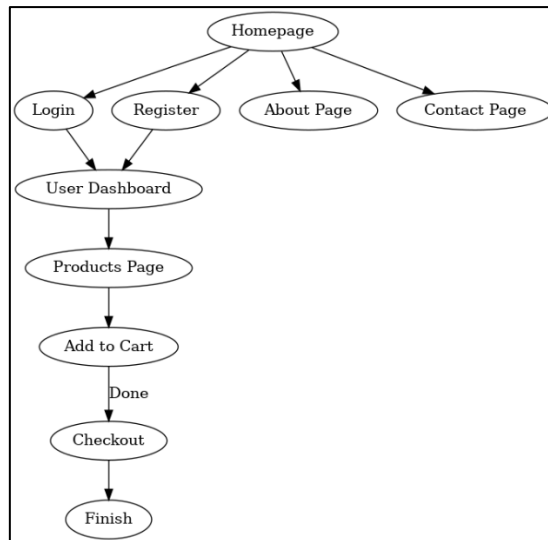 Homepage
Login
Register
About Page
Contact Page
User Dashboard
Products Page
Add to Cart
Done
Checkout
Finish